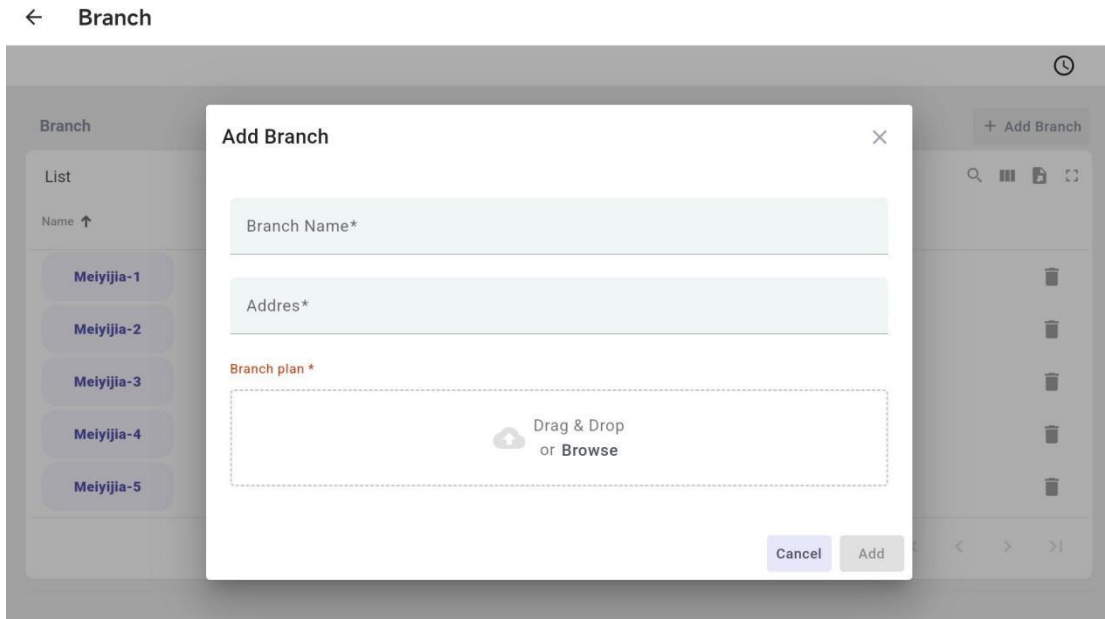 Branch
Branch
+ Add Branch
List
Name
Meiyijia-1
Meiyijia-2
Meiyijia-3
Meiyijia-4
Meiyijia-5
Add Branch
Branch Name*
Addres*
Branch plan *
Drag & Drop
or Browse
Cancel
Add